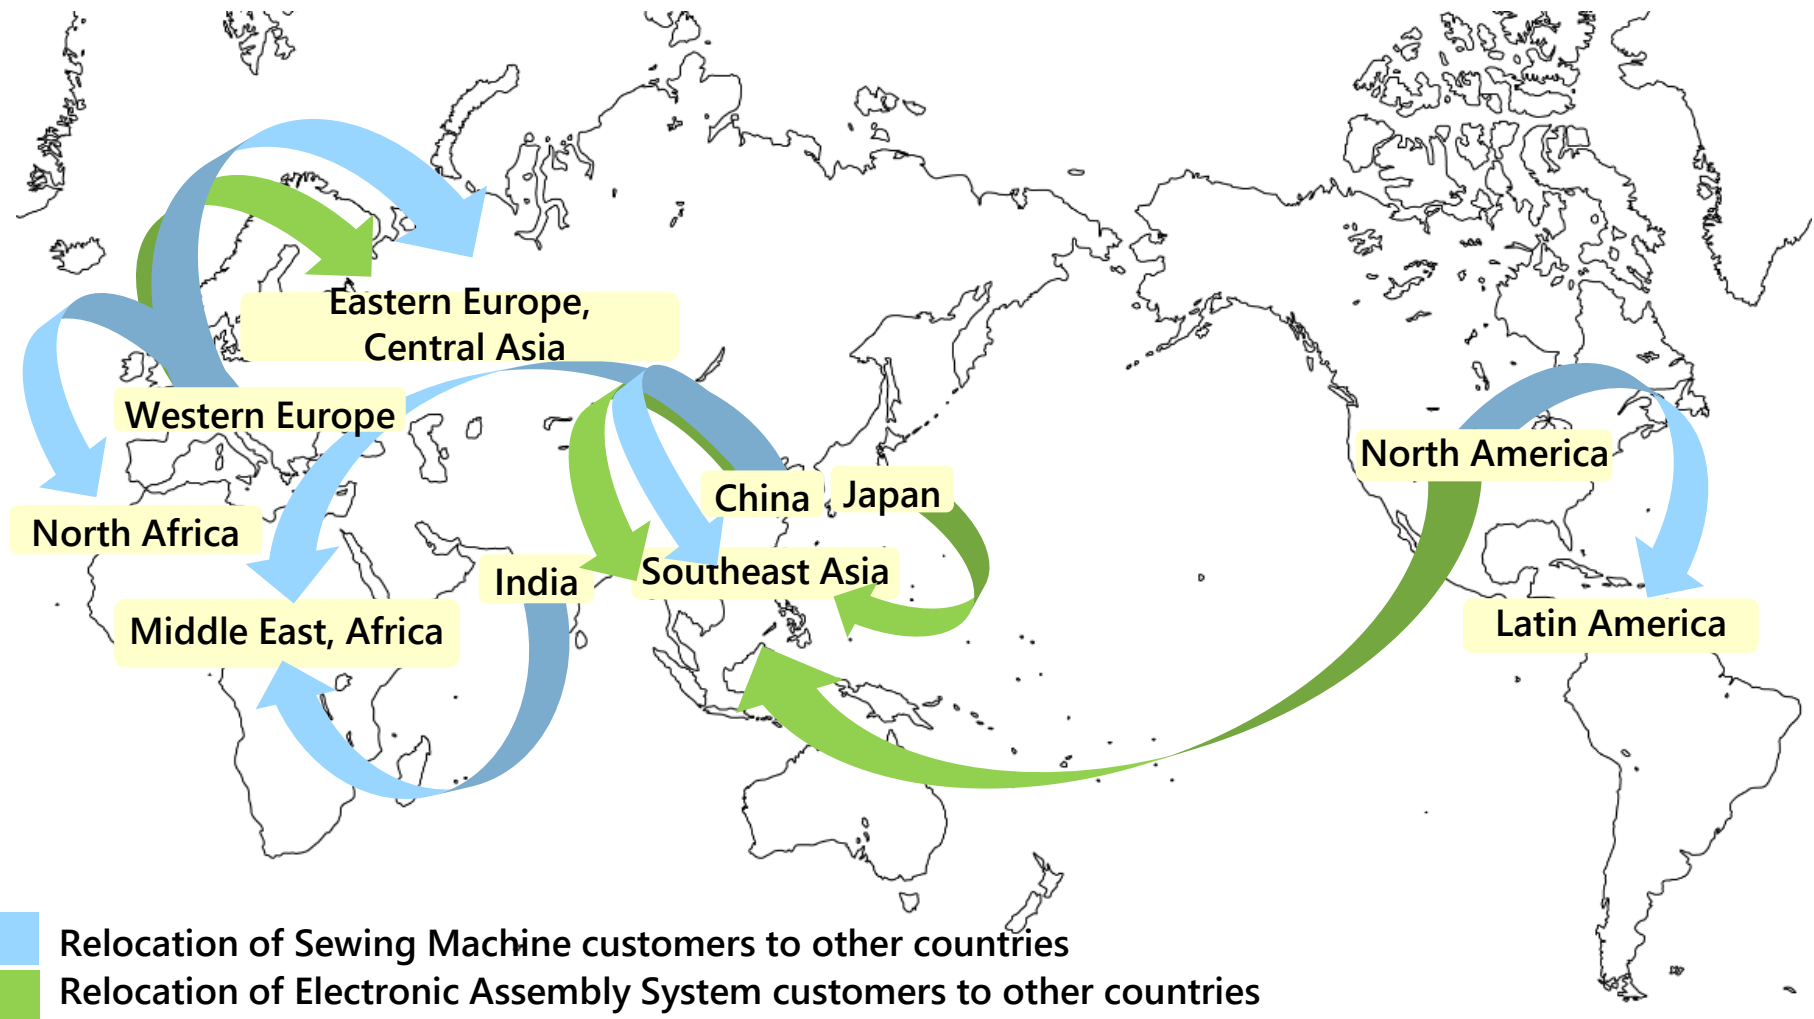 Eastern Europe,
Central Asia
Western Europe
North America
China
Japan
North Africa
Southeast Asia
India
Latin America
Middle East, Africa
Relocation of Sewing Machine customers to other countries
Relocation of Electronic Assembly System customers to other countries